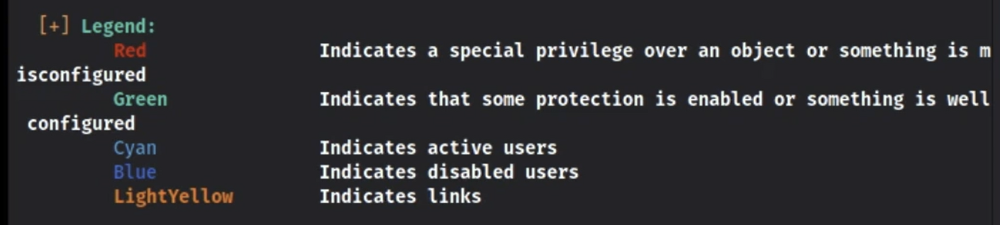 [+] Legend:
Red Indicates a special privilege over an object or something is m
isconfigured
Green Indicates that some protection is enabled or something is well
configured
Cyan Indicates active users
Blue Indicates disabled users
LightYellow Indicates links